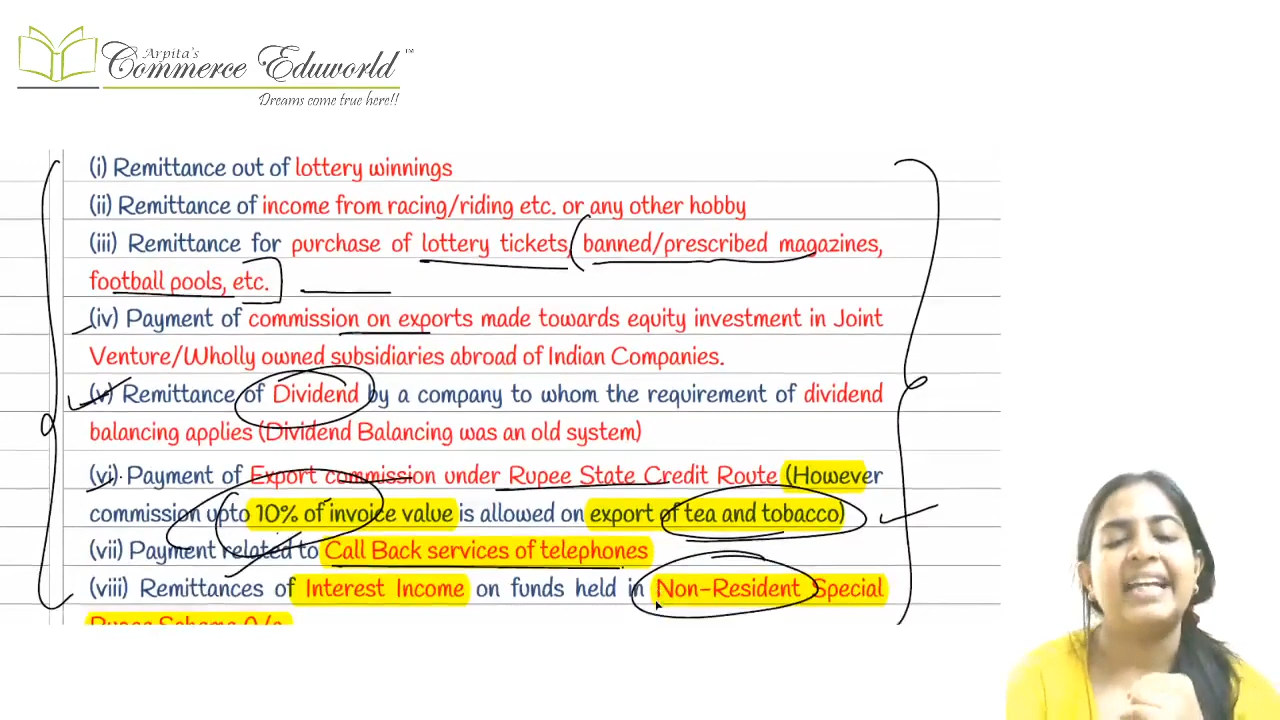 Arpita's
Commerce Eduworld™
Dreams come true here!!
(i) Remittance out of lottery winnings
(ii) Remittance of income from racing/riding etc. or any other hobby
(iii) Remittance for purchase of lottery tickets, banned/prescribed magazines,
football pools, etc.
(iv) Payment of commission on exports made towards equity investment in Joint
Venture/Wholly owned subsidiaries abroad of Indian Companies.
(v) Remittance of Dividend by a company to whom the requirement of dividend
balancing applies (Dividend Balancing was an old system)
(vi) Payment of Export commission under Rupee State Credit Route (However
commission upto 10% of invoice value is allowed on export of tea and tobacco)
(vii) Payment related to Call Back services of telephones
(viii) Remittances of Interest Income on funds held in Non-Resident Special
Rupee Scheme a/c